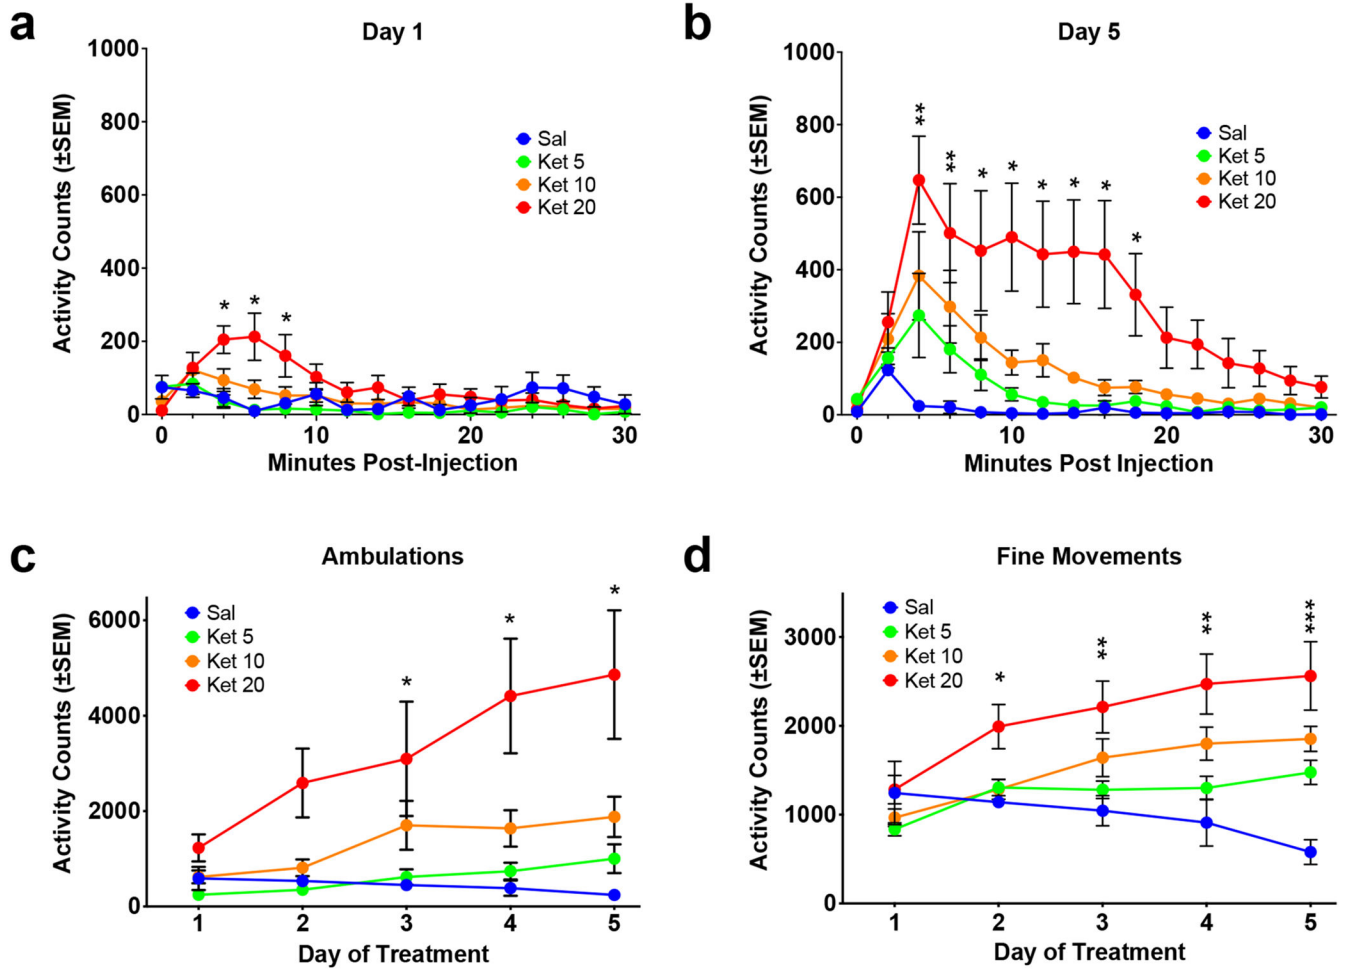 a
Day 1
1000
800
600
400
200
0
Activity Counts (±SEM)
Sal
Ket 5
Ket 10
Ket 20
*
*
*
0
10
20
30
Minutes Post-Injection
b
Day 5
1000
800
600
400
200
0
Activity Counts (±SEM)
Sal
Ket 5
Ket 10
Ket 20
**
**
*
*
*
*
*
*
0
10
20
30
Minutes Post Injection
c
Ambulations
6000
4000
2000
0
Activity Counts (±SEM)
Sal
Ket 5
Ket 10
Ket 20
*
*
*
1
2
3
4
5
Day of Treatment
d
Fine Movements
3000
2000
1000
0
Activity Counts (±SEM)
Sal
Ket 5
Ket 10
Ket 20
*
**
**
***
1
2
3
4
5
Day of Treatment